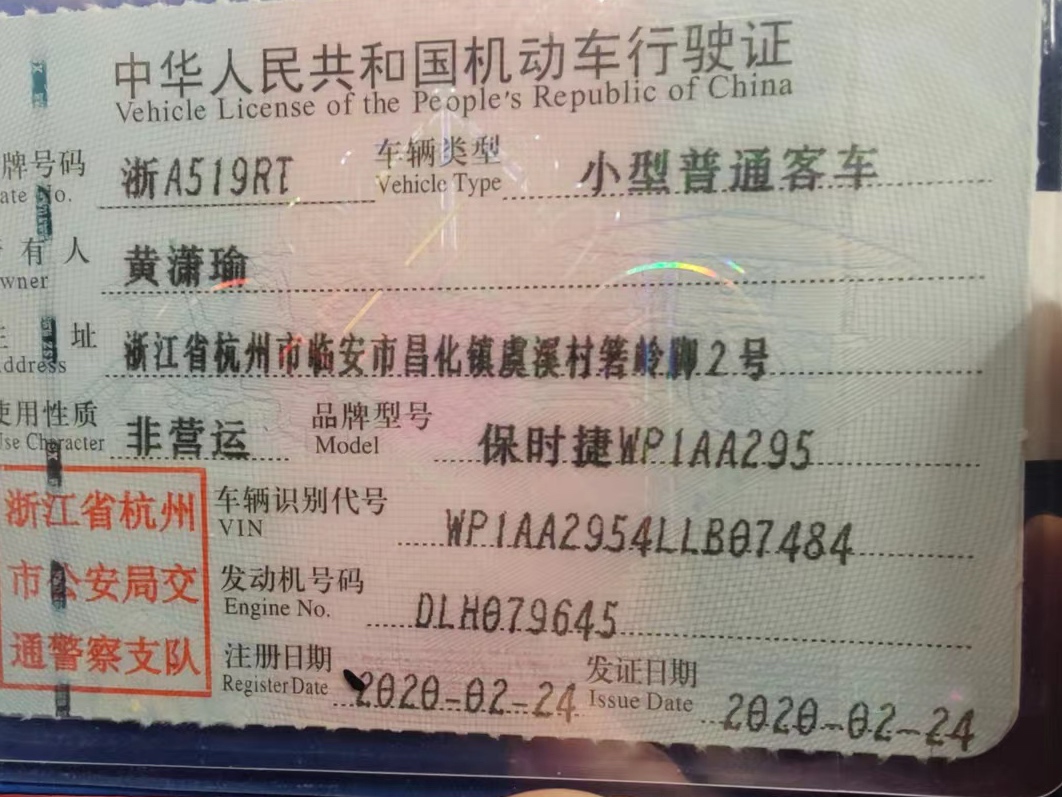 中华人民共和国机动车行驶证
Vehicle License of the People's Republic of China
牌号码 浙A519RT 车辆类型 小型普通客车
ate No. Vehicle Type
有人 黄潇瑜
wner
址 浙江省杭州市临安市昌化镇虞溪村箬岭脚2号
Address
使用性质 非营运 品牌型号 保时捷WP1AA295
Use Character Model
浙江省杭州 车辆识别代号 WP1AA2954LLB07484
VIN
市公安局交 发动机号码 DLH079645
Engine No.
通警察支队 注册日期 2020-02-24 发证日期 2020-02-24
Register Date Issue Date